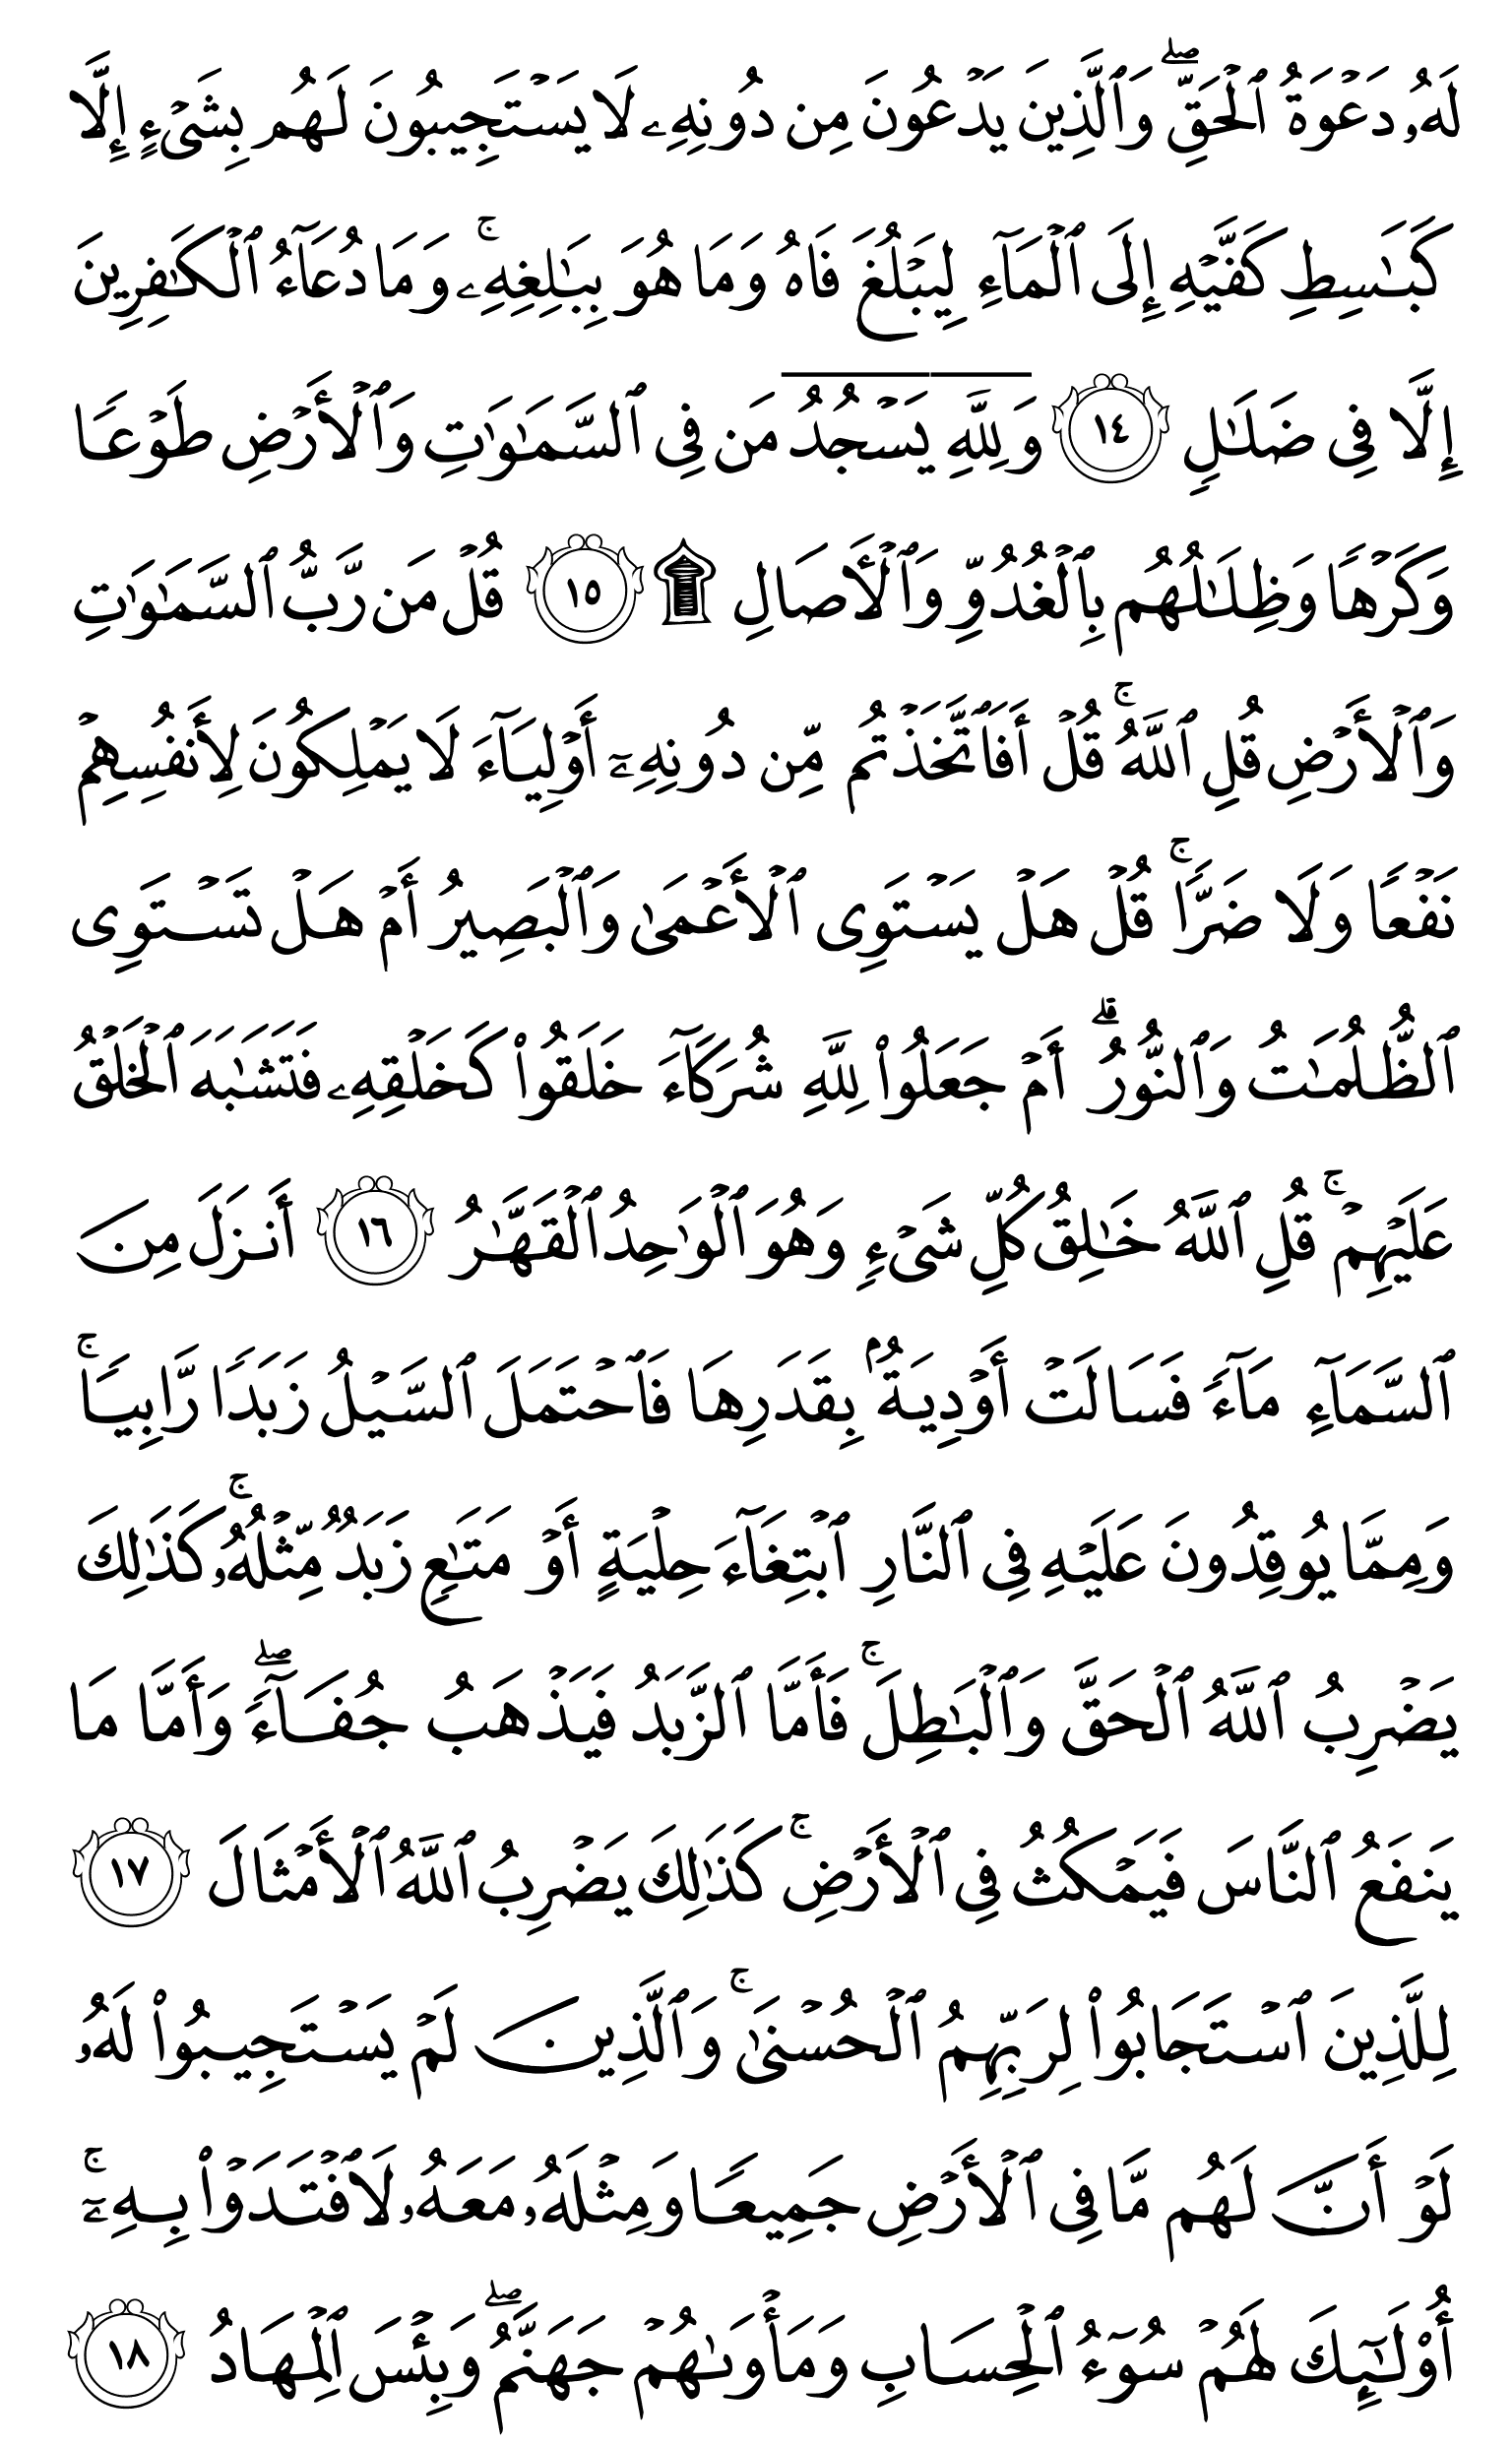 لَهُۥ دَعۡوَةُ ٱلۡحَقِّۖ وَٱلَّذِينَ يَدۡعُونَ مِن دُونِهِۦ لَا يَسۡتَجِيبُونَ لَهُم بِشَيۡءٍ إِلَّا
كَبَٰسِطِ كَفَّيۡهِ إِلَى ٱلۡمَآءِ لِيَبۡلُغَ فَاهُ وَمَا هُوَ بِبَٰلِغِهِۦۚ وَمَا دُعَآءُ ٱلۡكَٰفِرِينَ
إِلَّا فِي ضَلَٰلٖ ١٤ وَلِلَّهِۤ يَسۡجُدُۤ مَن فِي ٱلسَّمَٰوَٰتِ وَٱلۡأَرۡضِ طَوۡعٗا
وَكَرۡهٗا وَظِلَٰلُهُم بِٱلۡغُدُوِّ وَٱلۡأٓصَالِ ۩ ١٥ قُلۡ مَن رَّبُّ ٱلسَّمَٰوَٰتِ
وَٱلۡأَرۡضِ قُلِ ٱللَّهُۚ قُلۡ أَفَٱتَّخَذۡتُم مِّن دُونِهِۦٓ أَوۡلِيَآءَ لَا يَمۡلِكُونَ لِأَنفُسِهِمۡ
نَفۡعٗا وَلَا ضَرّٗاۚ قُلۡ هَلۡ يَسۡتَوِي ٱلۡأَعۡمَىٰ وَٱلۡبَصِيرُ أَمۡ هَلۡ تَسۡتَوِي
ٱلظُّلُمَٰتُ وَٱلنُّورُۗ أَمۡ جَعَلُواْ لِلَّهِ شُرَكَآءَ خَلَقُواْ كَخَلۡقِهِۦ فَتَشَٰبَهَ ٱلۡخَلۡقُ
عَلَيۡهِمۡۚ قُلِ ٱللَّهُ خَٰلِقُ كُلِّ شَيۡءٖ وَهُوَ ٱلۡوَٰحِدُ ٱلۡقَهَّٰرُ ١٦ أَنزَلَ مِنَ
ٱلسَّمَآءِ مَآءٗ فَسَالَتۡ أَوۡدِيَةُۢ بِقَدَرِهَا فَٱحۡتَمَلَ ٱلسَّيۡلُ زَبَدٗا رَّابِيٗاۚ
وَمِمَّا يُوقِدُونَ عَلَيۡهِ فِي ٱلنَّارِ ٱبۡتِغَآءَ حِلۡيَةٍ أَوۡ مَتَٰعٖ زَبَدٞ مِّثۡلُهُۥۚ كَذَٰلِكَ
يَضۡرِبُ ٱللَّهُ ٱلۡحَقَّ وَٱلۡبَٰطِلَۚ فَأَمَّا ٱلزَّبَدُ فَيَذۡهَبُ جُفَآءٗۖ وَأَمَّا مَا
يَنفَعُ ٱلنَّاسَ فَيَمۡكُثُ فِي ٱلۡأَرۡضِۚ كَذَٰلِكَ يَضۡرِبُ ٱللَّهُ ٱلۡأَمۡثَالَ ١٧
لِلَّذِينَ ٱسۡتَجَابُواْ لِرَبِّهِمُ ٱلۡحُسۡنَىٰۚ وَٱلَّذِينَ لَمۡ يَسۡتَجِيبُواْ لَهُۥ
لَوۡ أَنَّ لَهُم مَّا فِي ٱلۡأَرۡضِ جَمِيعٗا وَمِثۡلَهُۥ مَعَهُۥ لَٱفۡتَدَوۡاْ بِهِۦٓۚ
أُوْلَٰٓئِكَ لَهُمۡ سُوٓءُ ٱلۡحِسَابِ وَمَأۡوَىٰهُمۡ جَهَنَّمُۖ وَبِئۡسَ ٱلۡمِهَادُ ١٨